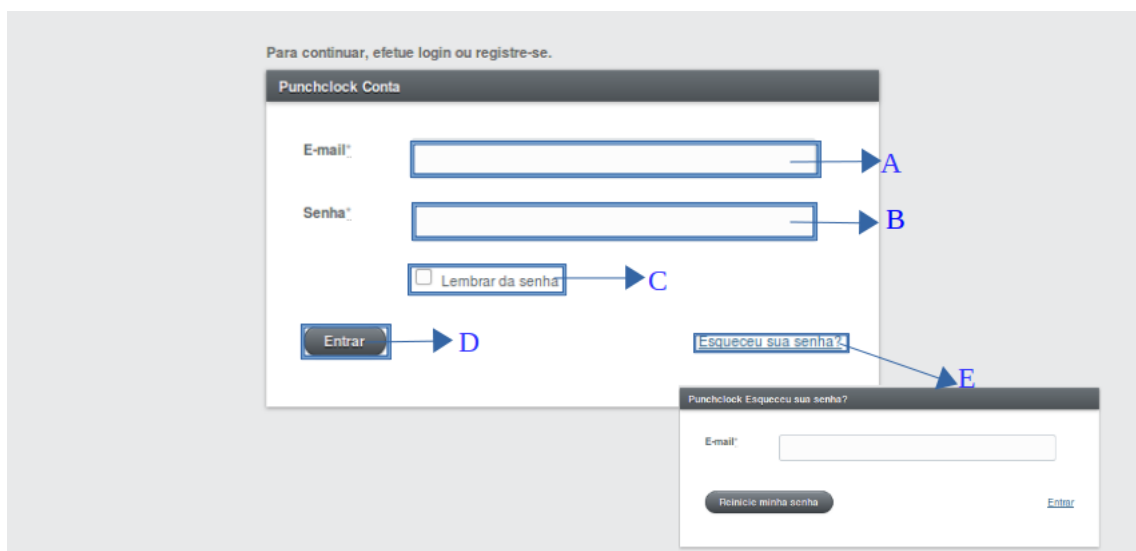 Para continuar, efetue login ou registre-se.
Punchclock Conta
E-mail*
A
Senha*
B
Lembrar da senha
C
Entrar
D
Esqueceu sua senha?
E
Punchclock Esqueceu sua senha?
E-mail*
Reinicie minha senha
Entrar